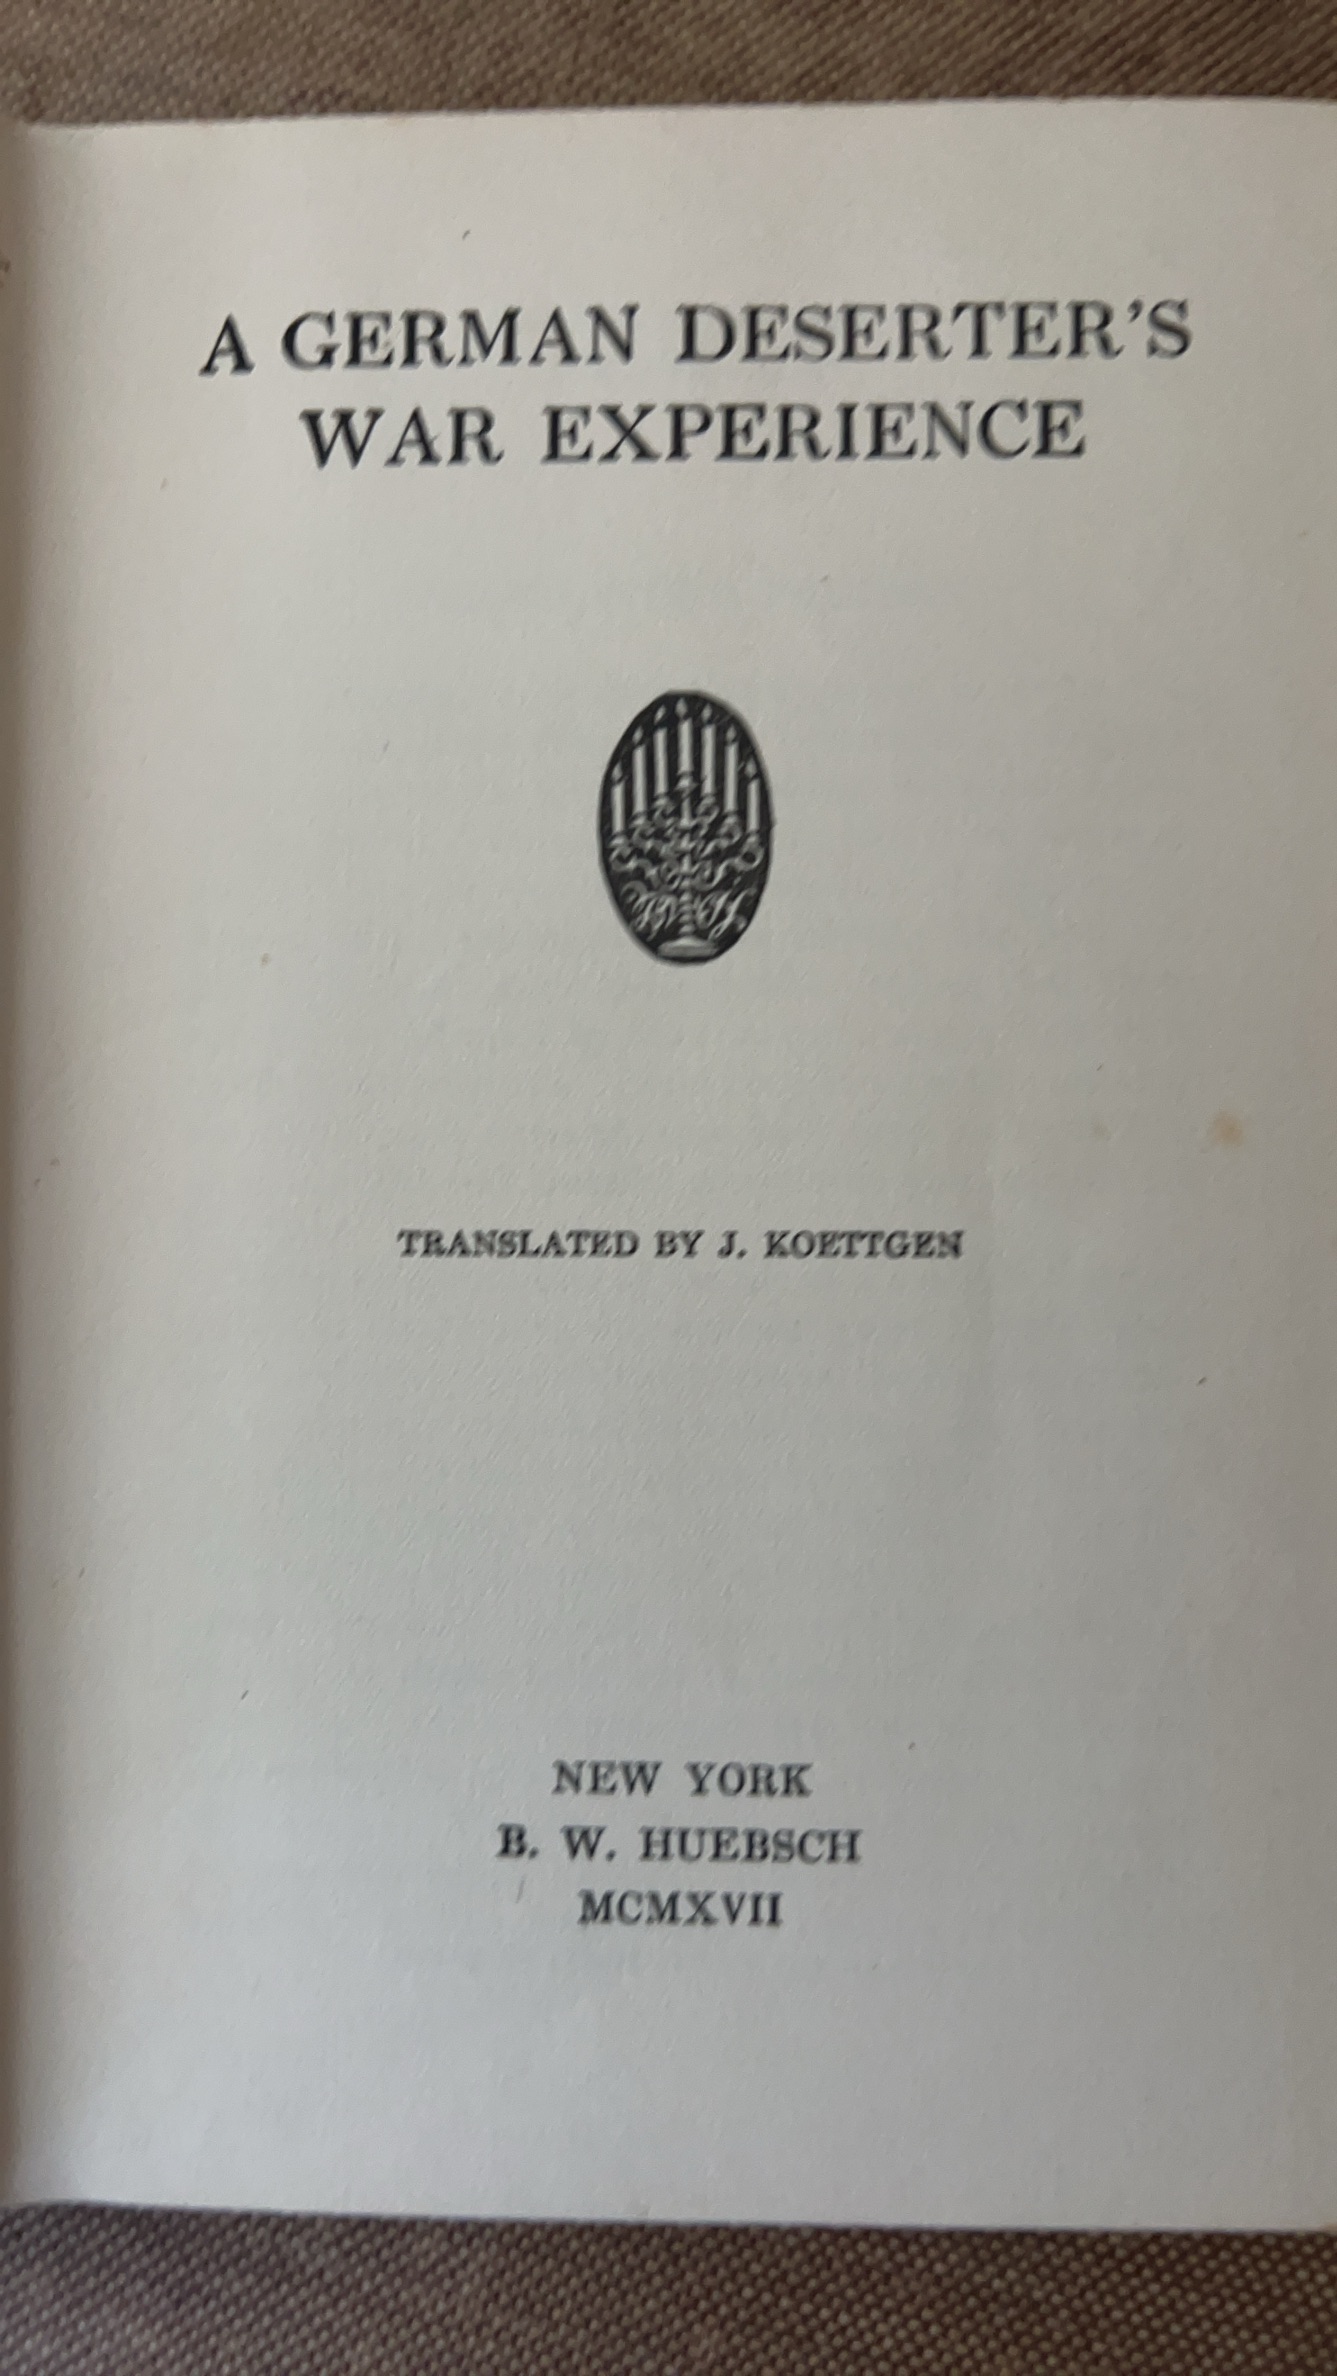 A GERMAN DESERTER'S
WAR EXPERIENCE
TRANSLATED BY J. KOETTGEN
NEW YORK
B. W. HUEBSCH
MCMXVII